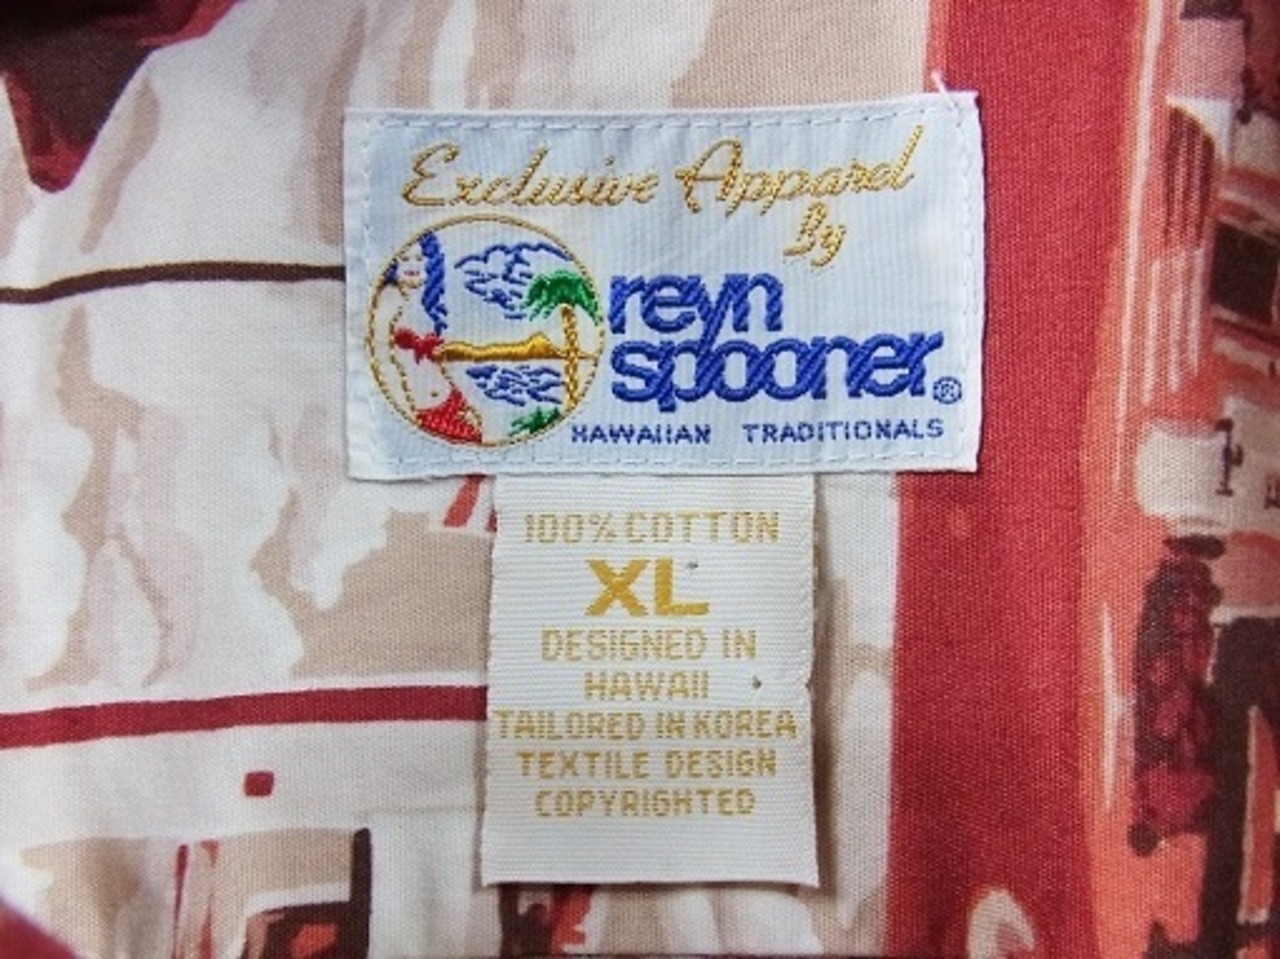 Exclusive Apparel
By
reyn
spooner®
HAWAIIAN TRADITIONALS
100% COTTON
XL
DESIGNED IN
HAWAII
TAILORED IN KOREA
TEXTILE DESIGN
COPYRIGHTED